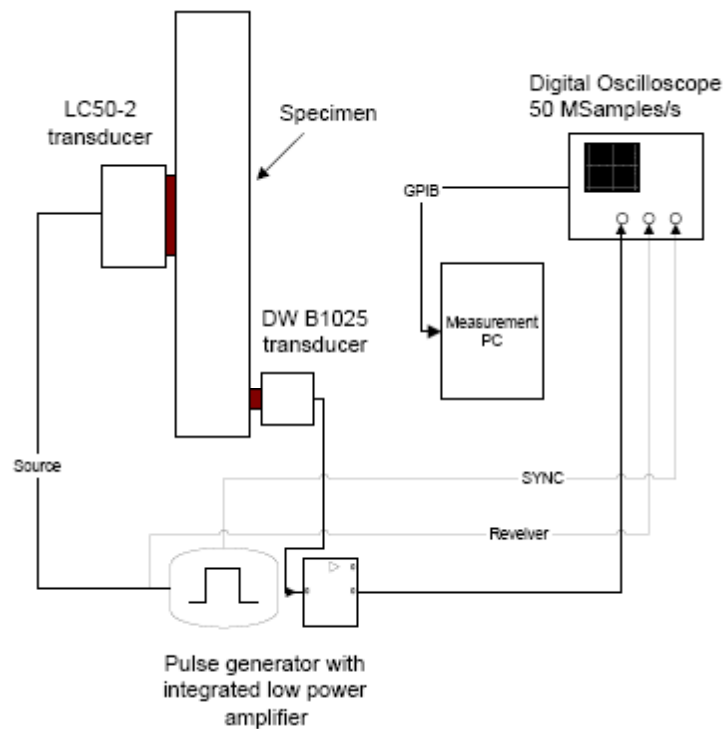 LC50-2
transducer
Specimen
Digital Oscilloscope
50 MSamples/s
GPIB
Measurement
PC
DW B1025
transducer
Source
SYNC
Revelver
Pulse generator with
integrated low power
amplifier